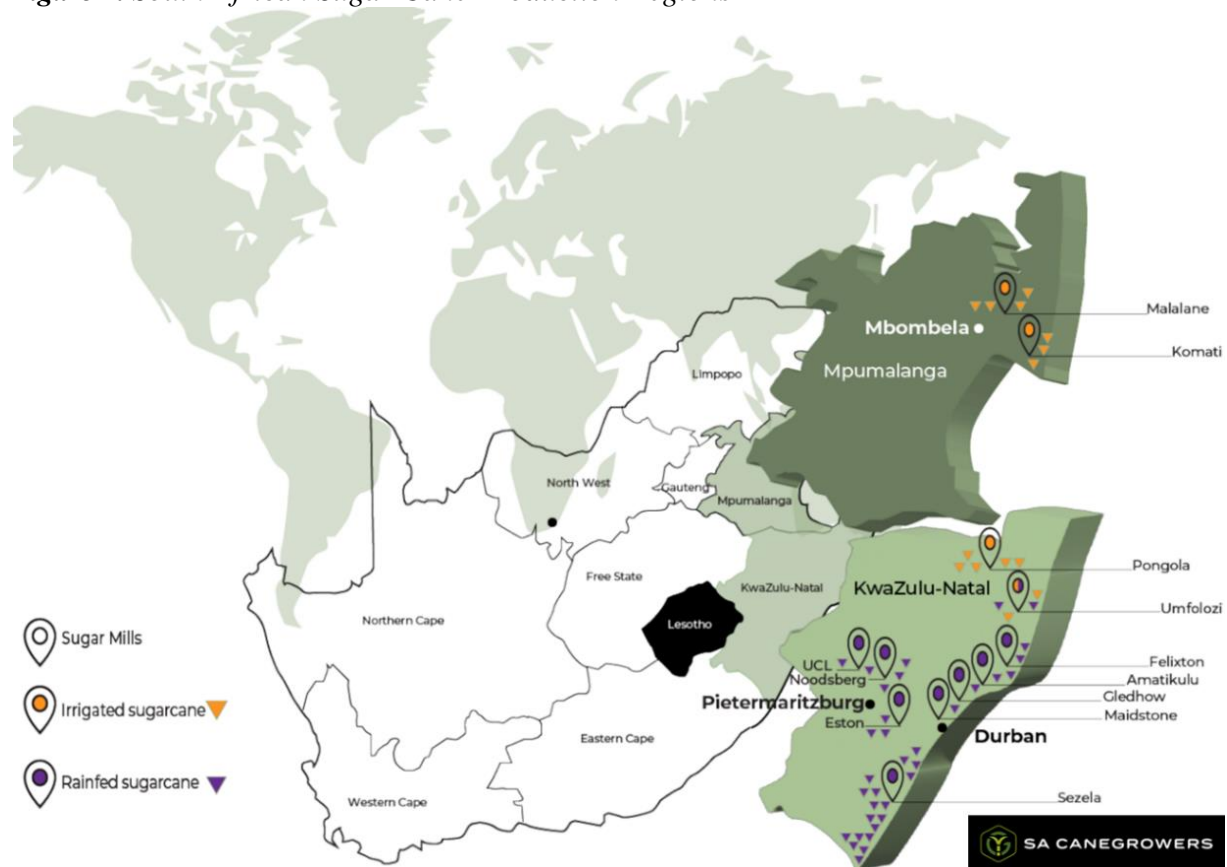 Limpopo
North West
Gauteng
Mpumalanga
Free State
KwaZulu-Natal
Lesotho
Northern Cape
Eastern Cape
Western Cape
Mbombela
Mpumalanga
Malalane
Komati
KwaZulu-Natal
Pongola
Umfolozi
UCL
Noodsberg
Pietermaritzburg
Eston
Felixton
Amatikulu
Gledhow
Maidstone
Durban
Sezela
Sugar Mills
Irrigated sugarcane
Rainfed sugarcane
SA CANEGROWERS